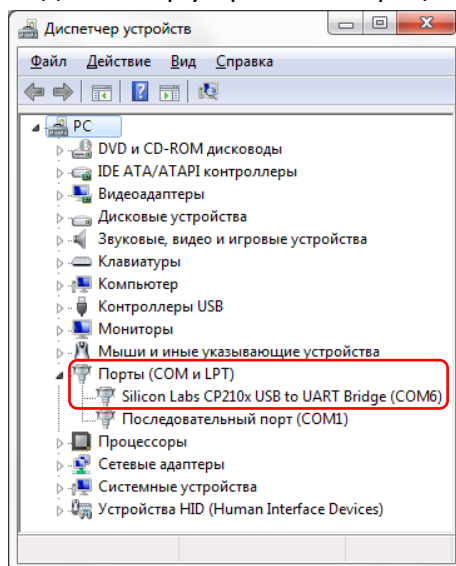 Диспетчер устройств
Файл Действие Вид Справка
PC
DVD и CD-ROM дисководы
IDE ATA/ATAPI контроллеры
Видеоадаптеры
Дисковые устройства
Звуковые, видео и игровые устройства
Клавиатуры
Компьютер
Контроллеры USB
Мониторы
Мыши и иные указывающие устройства
Порты (COM и LPT)
Silicon Labs CP210x USB to UART Bridge (COM6)
Последовательный порт (COM1)
Процессоры
Сетевые адаптеры
Системные устройства
Устройства HID (Human Interface Devices)